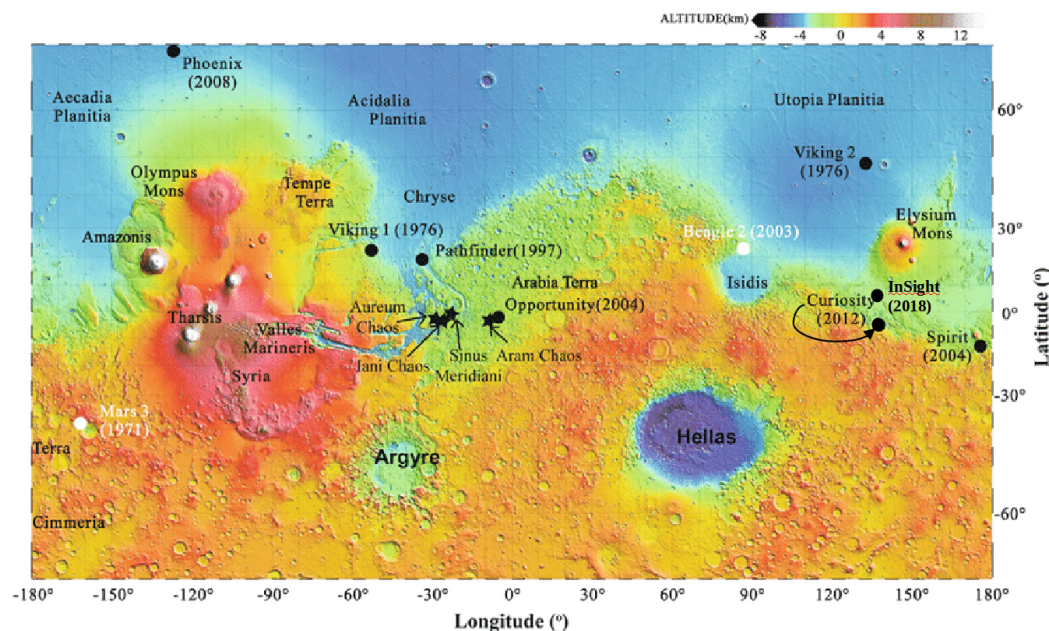 ALTITUDE(km)
-8 -4 0 4 8 12
Phoenix
(2008)
Aecadia
Planitia
Acidalia
Planitia
Utopia Planitia
60°
Viking 2
(1976)
Olympus
Mons
Tempe
Terra
Chryse
Elysium
Mons
30°
Amazonis
Viking 1 (1976)
Beagle 2 (2003)
Pathfinder(1997)
Arabia Terra
Isidis
InSight
(2018)
Opportunity(2004)
Curiosity
(2012)
Aureum
Chaos
0°
Tharsis
Valles
Marineris
Spirit
(2004)
Iani Chaos
Sinus
Meridiani
Aram Chaos
Syria
-30°
Mars 3
(1971)
Terra
Argyre
Hellas
Cimmeria
-60°
Latitude (º)
-180° -150° -120° -90° -60° -30° 0° 30° 60° 90° 120° 150° 180°
Longitude (º)